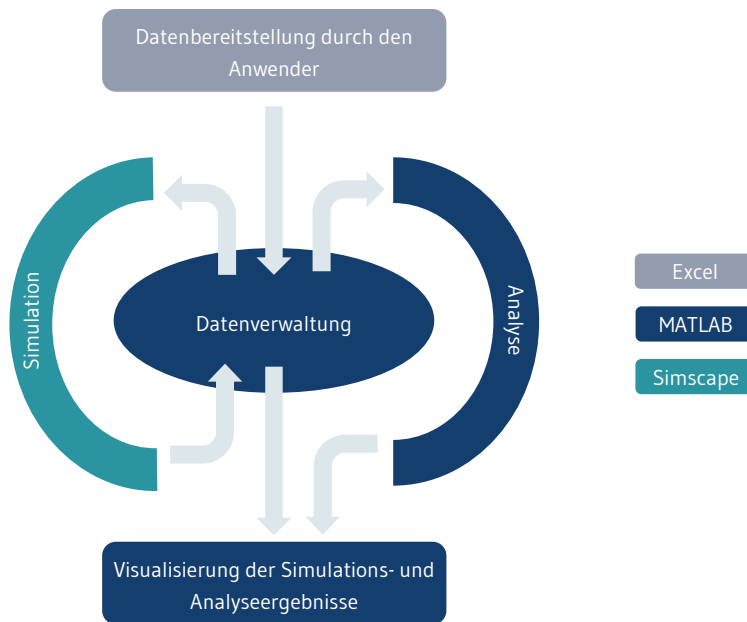 Datenbereitstellung durch den
Anwender
Simulation
Datenverwaltung
Analyse
Excel
MATLAB
Simscape
Visualisierung der Simulations- und
Analyseergebnisse